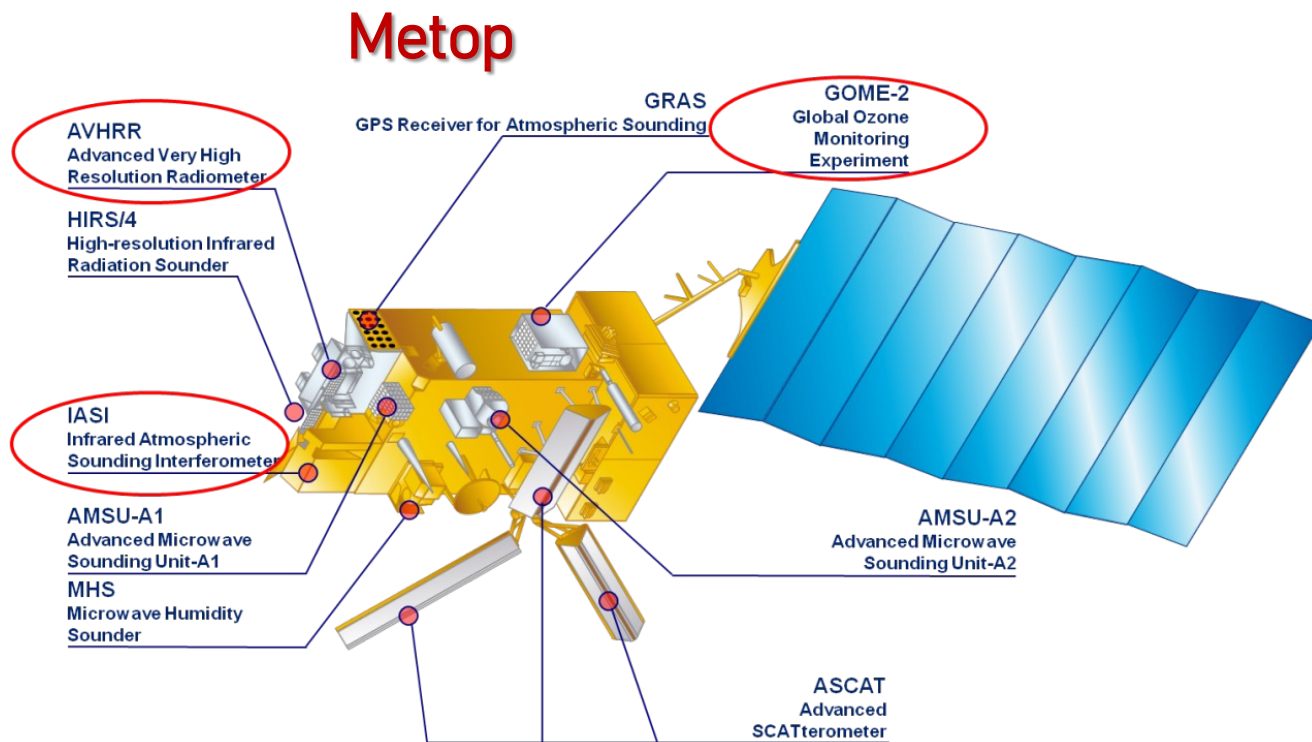 Metop
GRAS
GPS Receiver for Atmospheric Sounding
GOME-2
Global Ozone
Monitoring
Experiment
AVHRR
Advanced Very High
Resolution Radiometer
HIRS/4
High-resolution Infrared
Radiation Sounder
IASI
Infrared Atmospheric
Sounding Interferometer
AMSU-A1
Advanced Microwave
Sounding Unit-A1
MHS
Microwave Humidity
Sounder
AMSU-A2
Advanced Microwave
Sounding Unit-A2
ASCAT
Advanced
SCATterometer